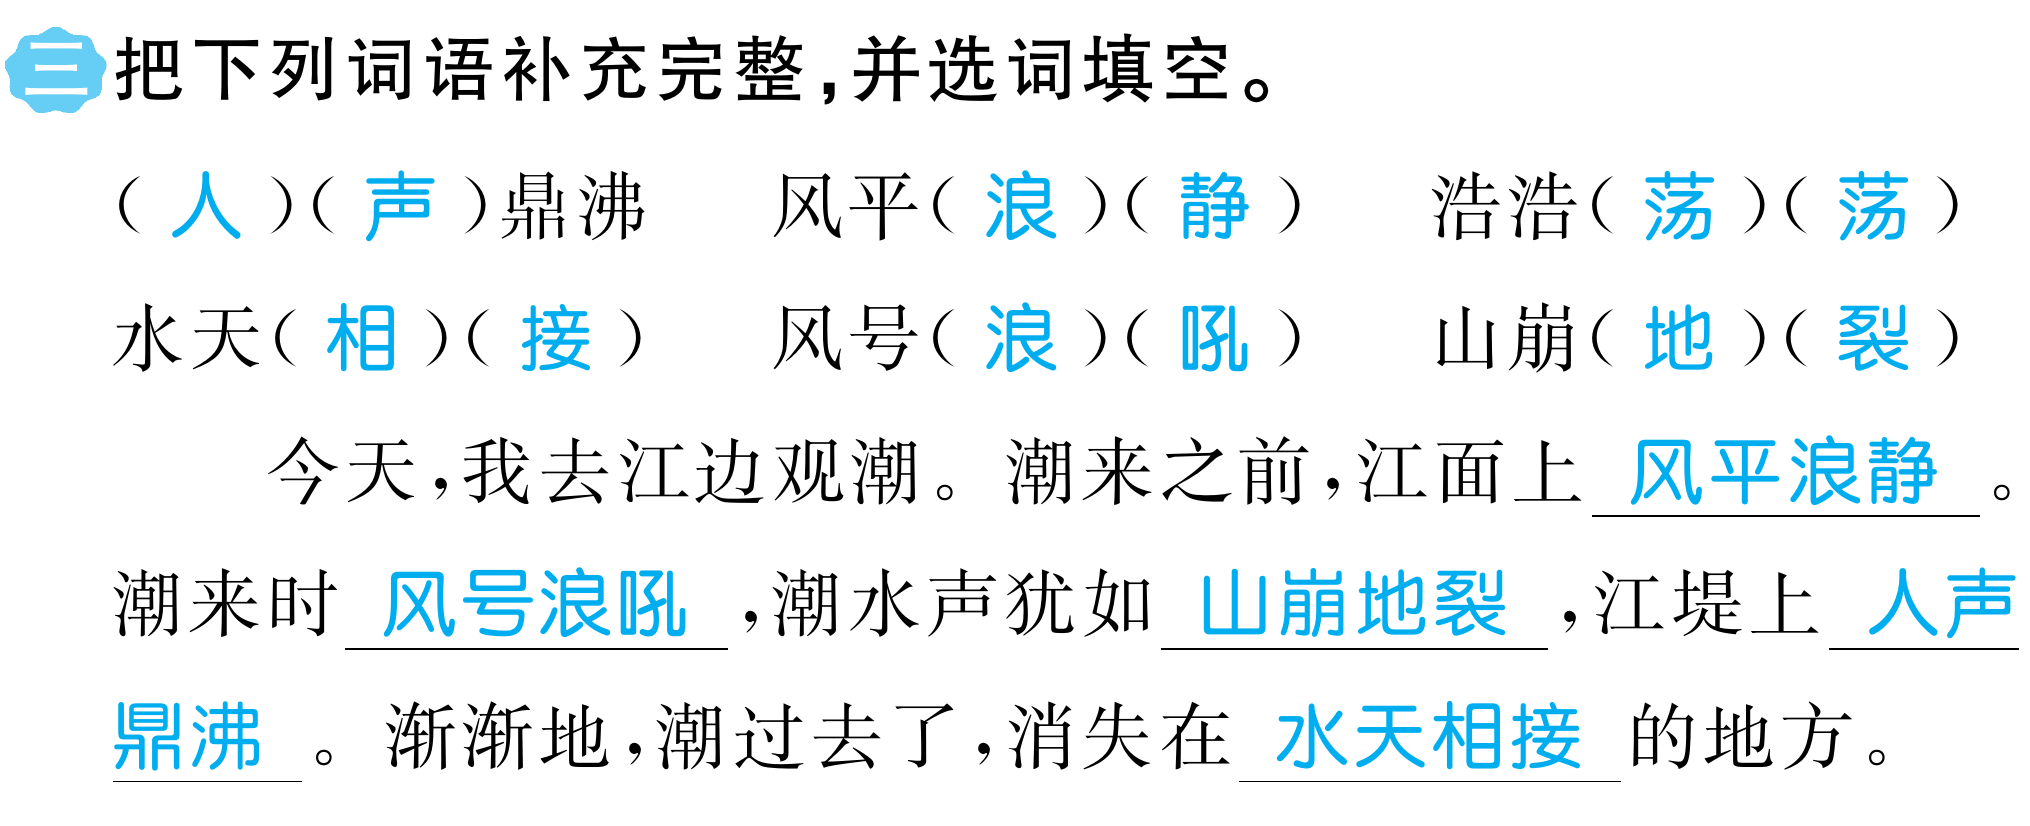 三 把下列词语补充完整,并选词填空。
(人)(声)鼎沸 风平(浪)(静) 浩浩(荡)(荡)
水天(相)(接) 风号(浪)(吼) 山崩(地)(裂)
今天,我去江边观潮。潮来之前,江面上 风平浪静 。
潮来时 风号浪吼 ,潮水声犹如 山崩地裂 ,江堤上 人声
鼎沸 。渐渐地,潮过去了,消失在 水天相接 的地方。